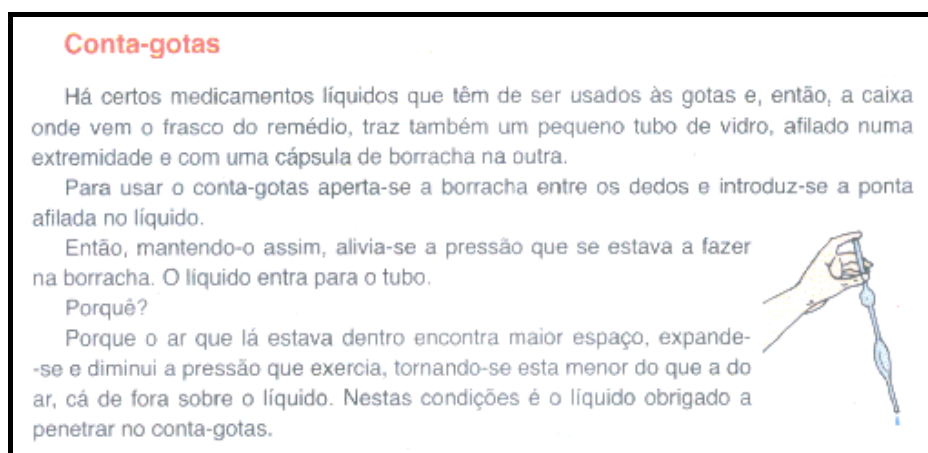 Conta-gotas
Há certos medicamentos líquidos que têm de ser usados às gotas e, então, a caixa
onde vem o frasco do remédio, traz também um pequeno tubo de vidro, afilado numa
extremidade e com uma cápsula de borracha na outra.
Para usar o conta-gotas aperta-se a borracha entre os dedos e introduz-se a ponta
afilada no líquido.
Então, mantendo-o assim, alivia-se a pressão que se estava a fazer
na borracha. O líquido entra para o tubo.
Porquê?
Porque o ar que lá estava dentro encontra maior espaço, expande-
-se e diminui a pressão que exercia, tornando-se esta menor do que a do
ar, cá de fora sobre o líquido. Nestas condições é o líquido obrigado a
penetrar no conta-gotas.